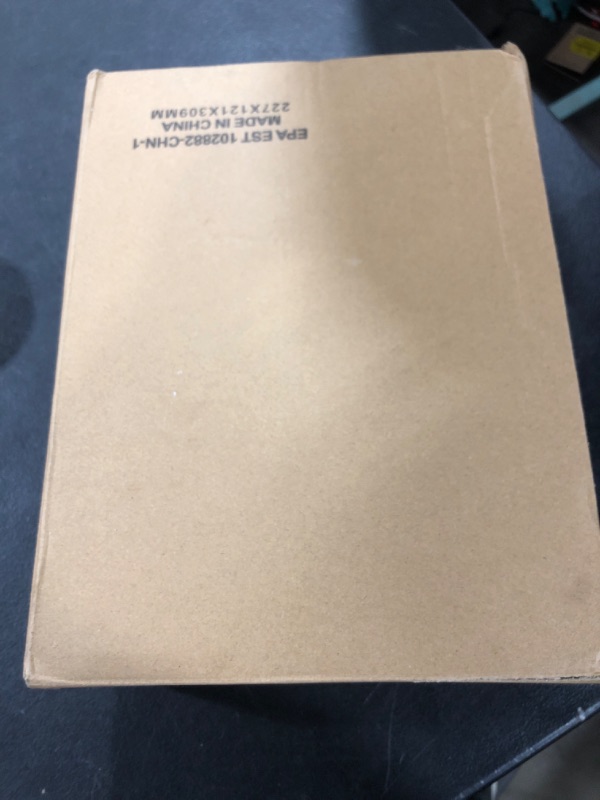 EPA EST 102882-CHN-1
MADE IN CHINA
227X121X309MM